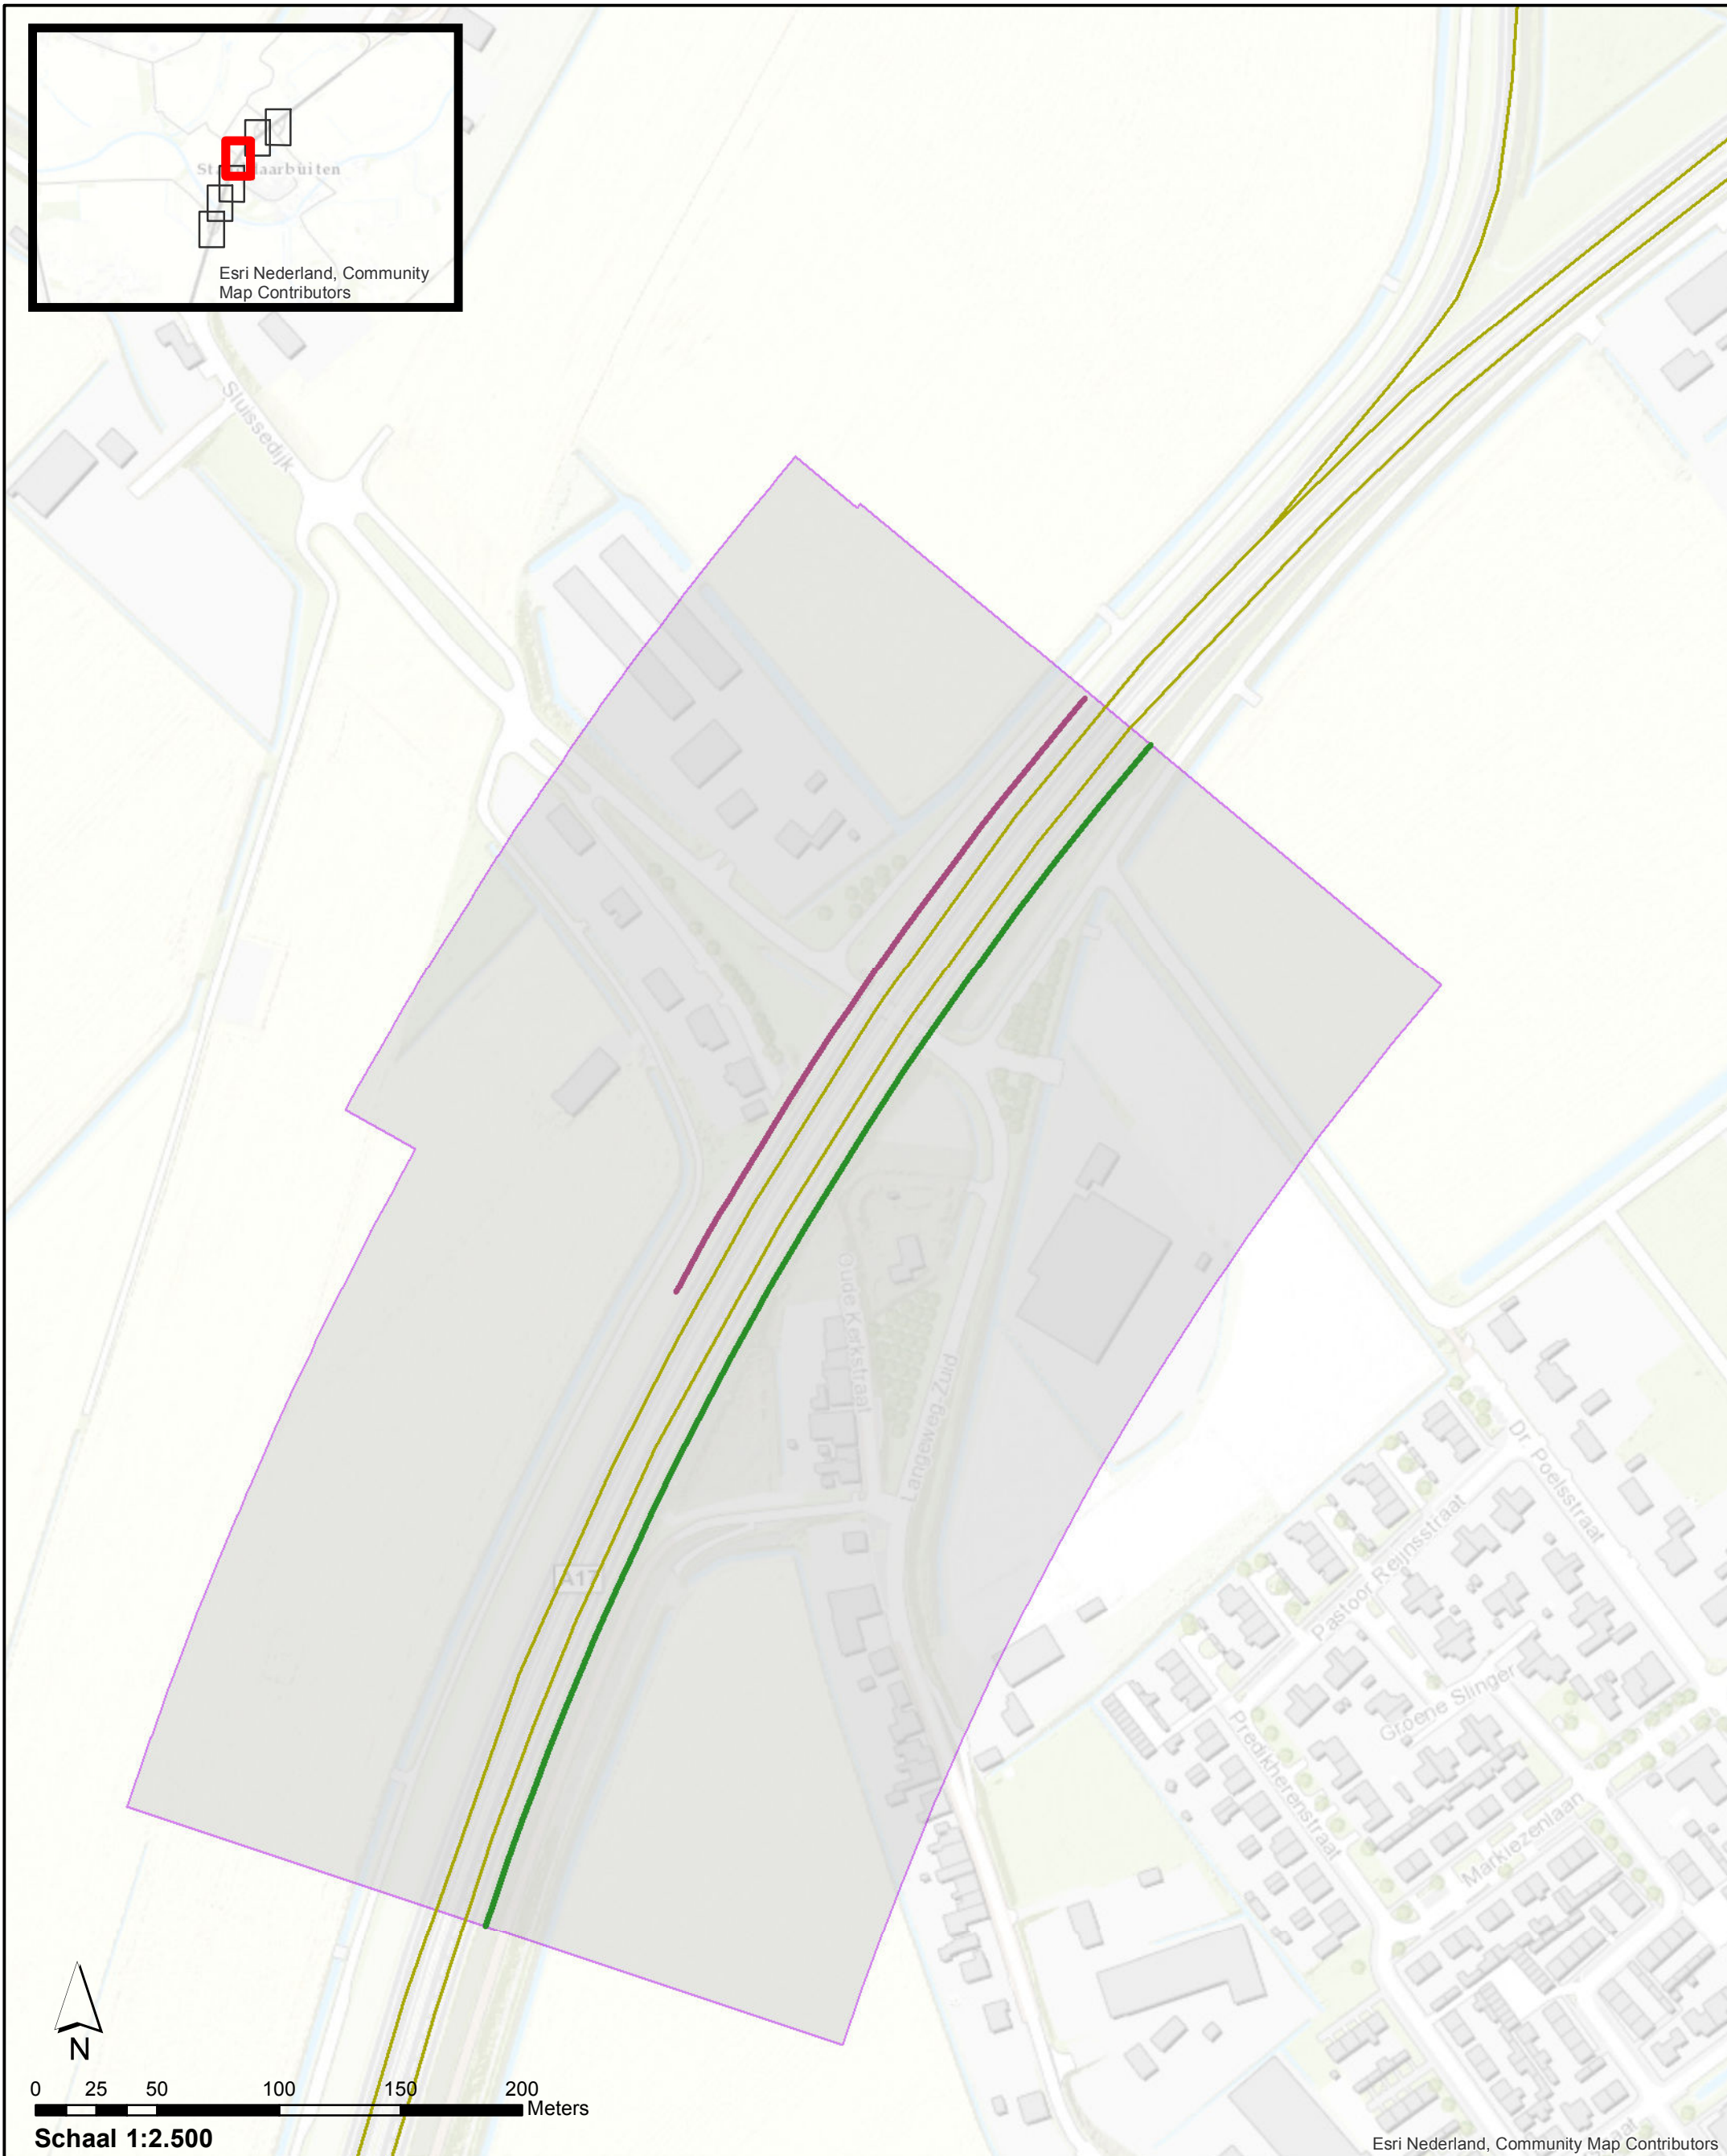 Esri Nederland, Community
Map Contributors
Sluissedijk
Oude Kerkstraat
Langeweg-Zuid
A17
Dr. Poelsstraat
Pastoor Reijnsstraat
Groene Slinger
Predikherenstraat
Markiezenlaan
N
0 25 50 100 150 200
Meters
Schaal 1:2.500
Esri Nederland, Community Map Contributors